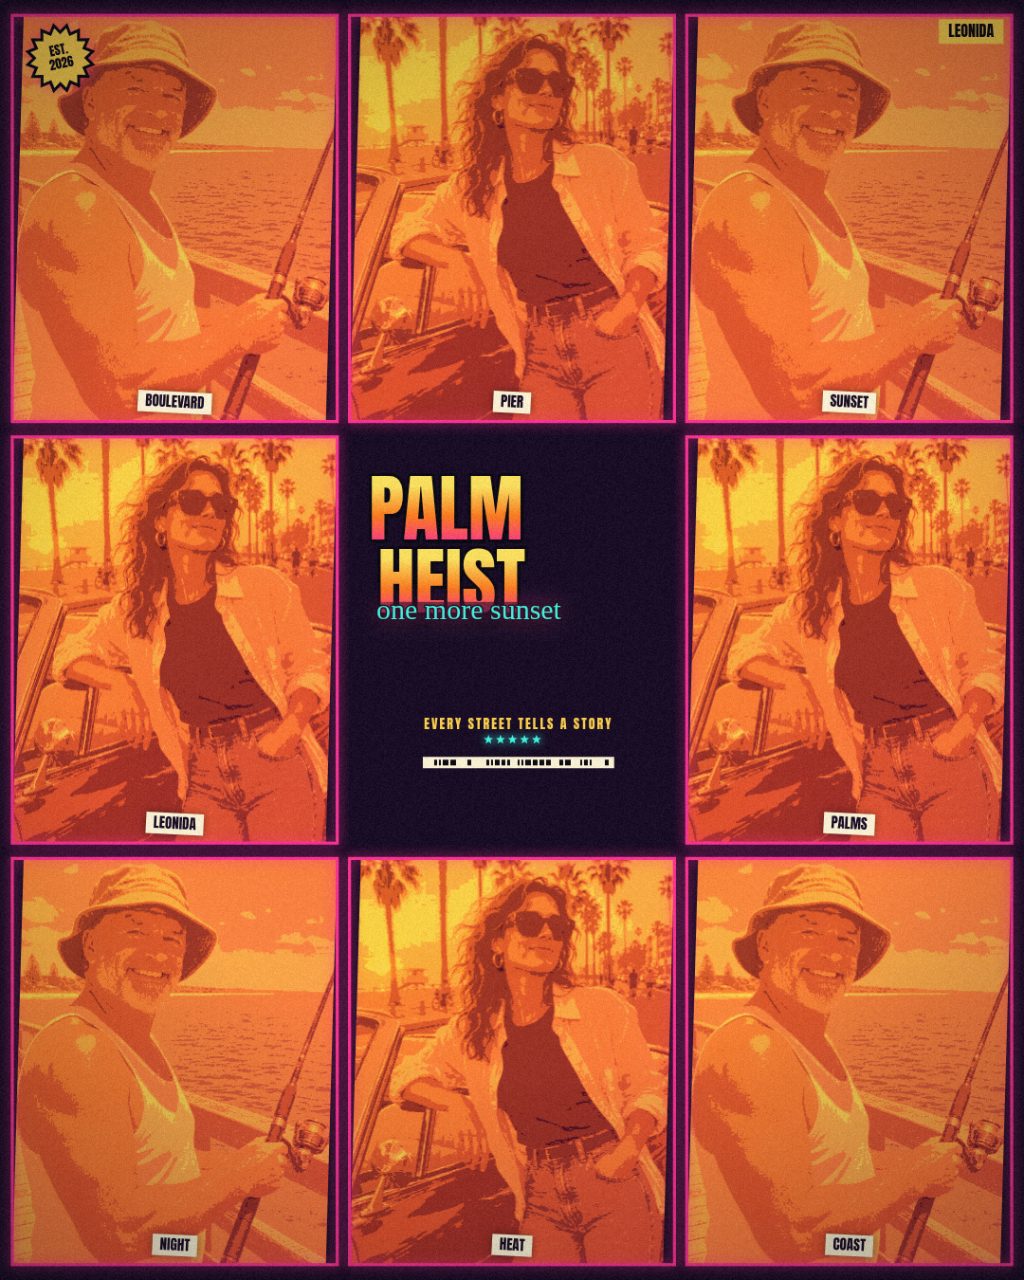 EST.
2026
LEONIDA
BOULEVARD
PIER
SUNSET
PALM
HEIST
one more sunset
EVERY STREET TELLS A STORY
★★★★★
LEONIDA
PALMS
NIGHT
HEAT
COAST